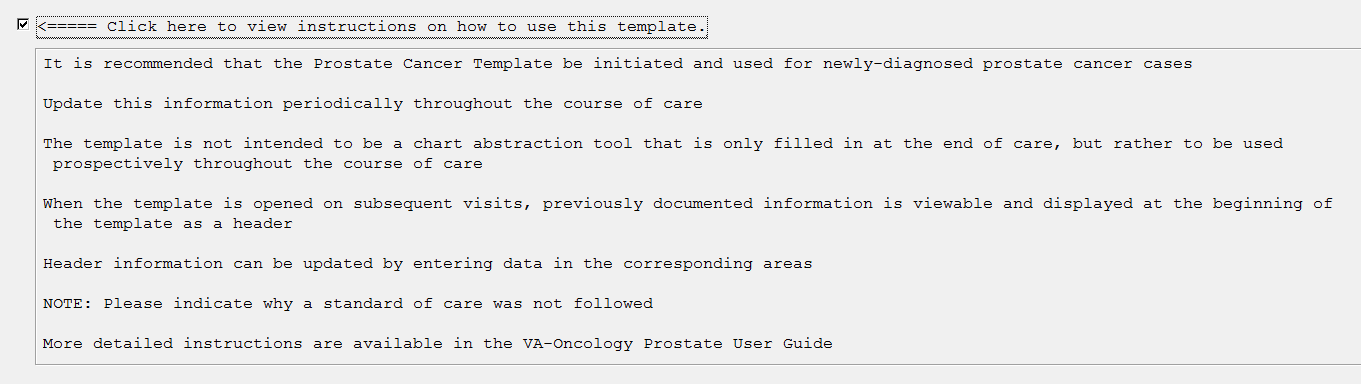 <===== Click here to view instructions on how to use this template.
It is recommended that the Prostate Cancer Template be initiated and used for newly-diagnosed prostate cancer cases
Update this information periodically throughout the course of care
The template is not intended to be a chart abstraction tool that is only filled in at the end of care, but rather to be used
prospectively throughout the course of care
When the template is opened on subsequent visits, previously documented information is viewable and displayed at the beginning of
the template as a header
Header information can be updated by entering data in the corresponding areas
NOTE: Please indicate why a standard of care was not followed
More detailed instructions are available in the VA-Oncology Prostate User Guide